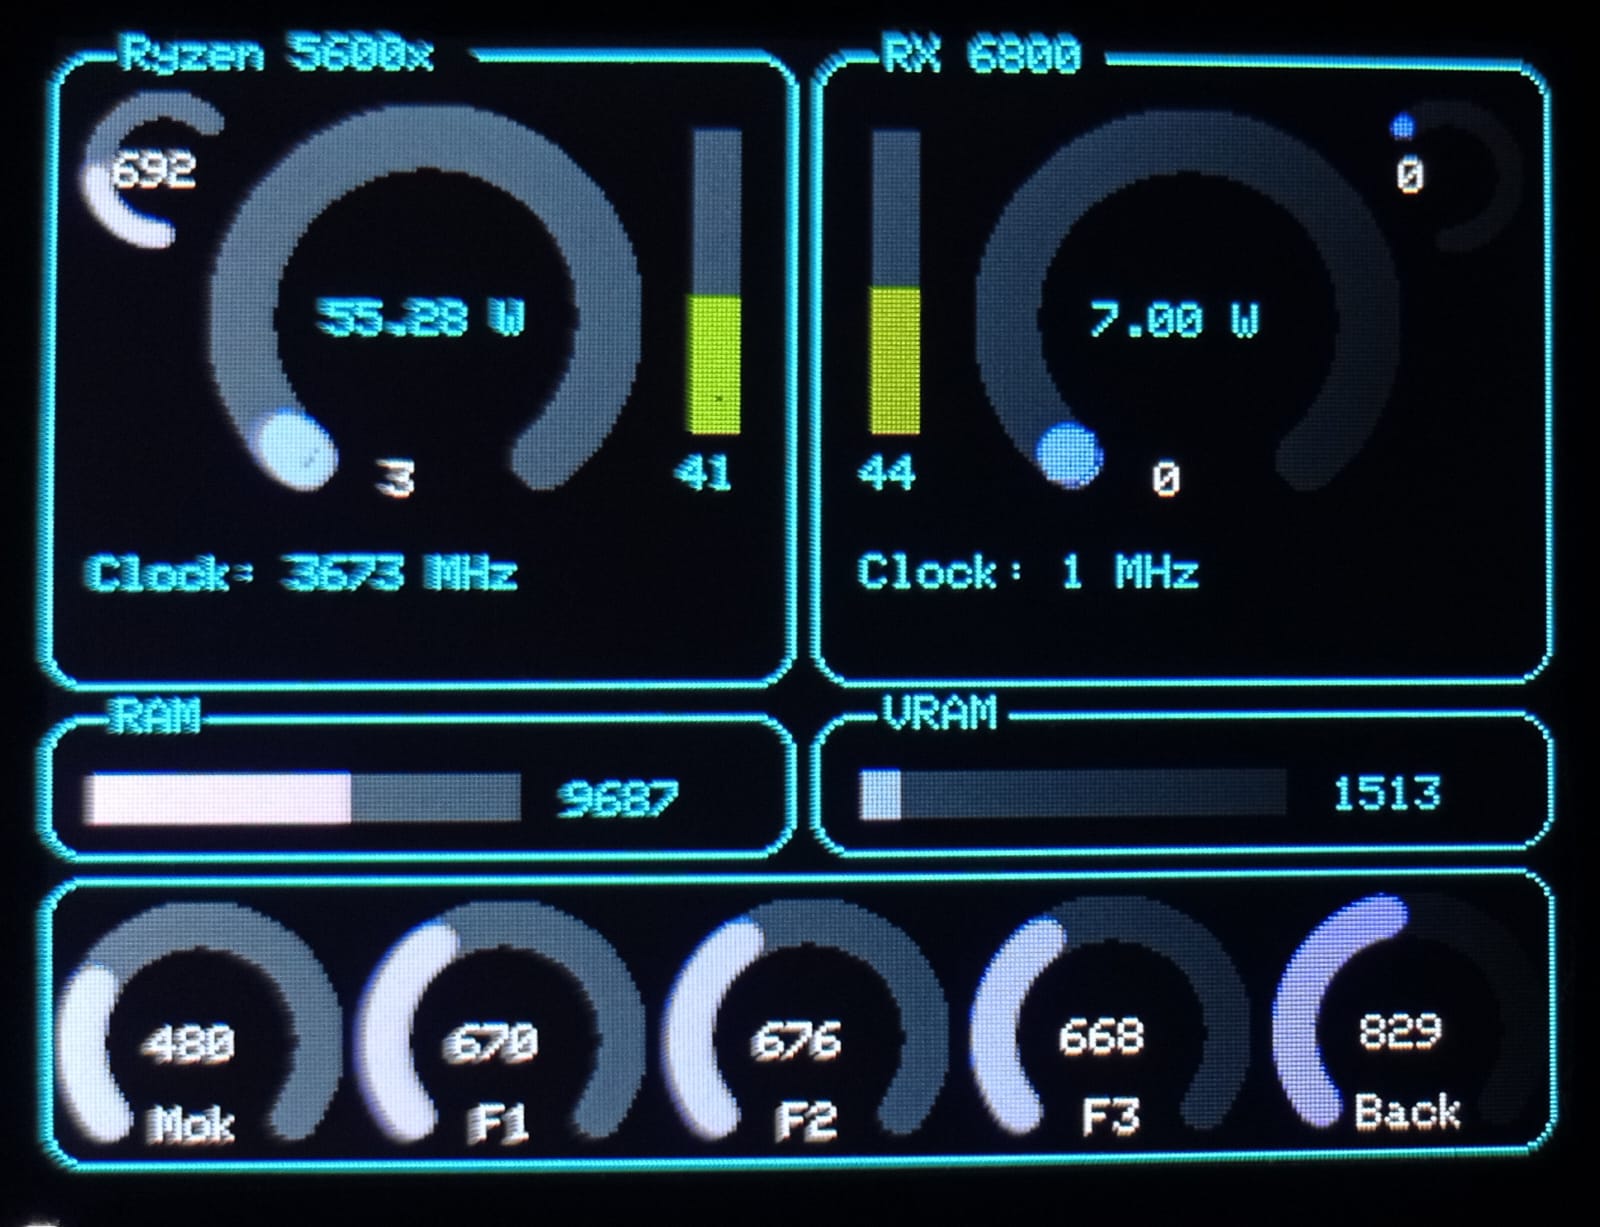 Ryzen 5600x
692
55.28 W
3
41
Clock: 3673 MHz
RX 6800
0
7.00 W
44
0
Clock: 1 MHz
RAM
9687
VRAM
1513
480
Mok
670
F1
676
F2
668
F3
829
Back